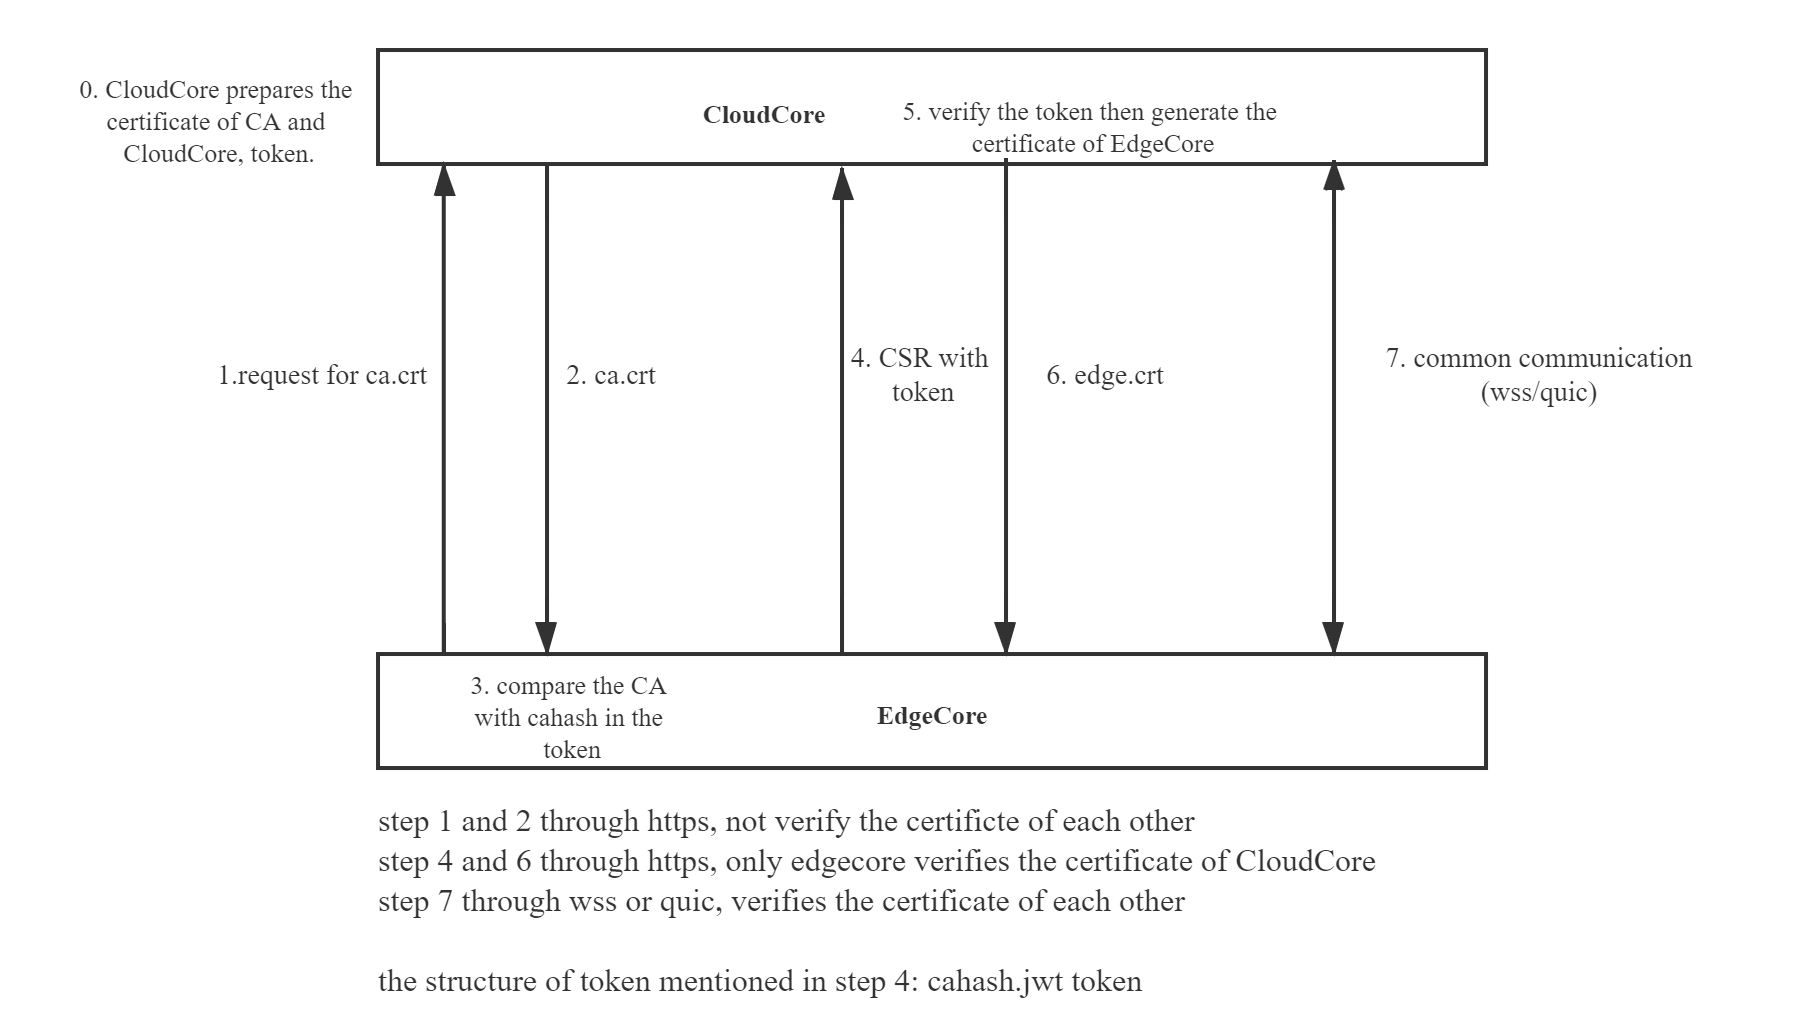 0. CloudCore prepares the
certificate of CA and
CloudCore, token.
CloudCore
5. verify the token then generate the
certificate of EdgeCore
1.request for ca.crt
2. ca.crt
4. CSR with
token
6. edge.crt
7. common communication
(wss/quic)
3. compare the CA
with cahash in the
token
EdgeCore
step 1 and 2 through https, not verify the certificte of each other
step 4 and 6 through https, only edgecore verifies the certificate of CloudCore
step 7 through wss or quic, verifies the certificate of each other
the structure of token mentioned in step 4: cahash.jwt token